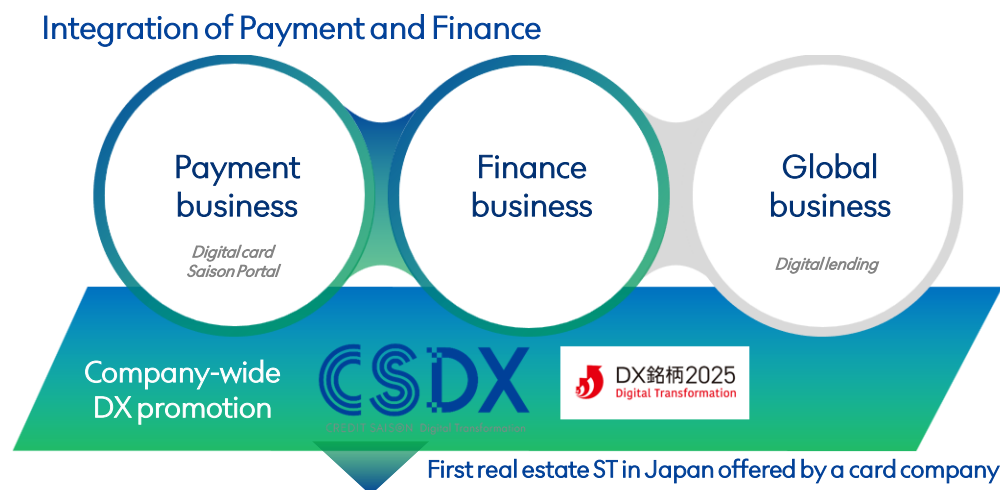 Integration of Payment and Finance
Payment
business
Digital card
Saison Portal
Finance
business
Global
business
Digital lending
Company-wide
DX promotion
CSDX
DX銘柄2025
Digital Transformation
First real estate ST in Japan offered by a card company